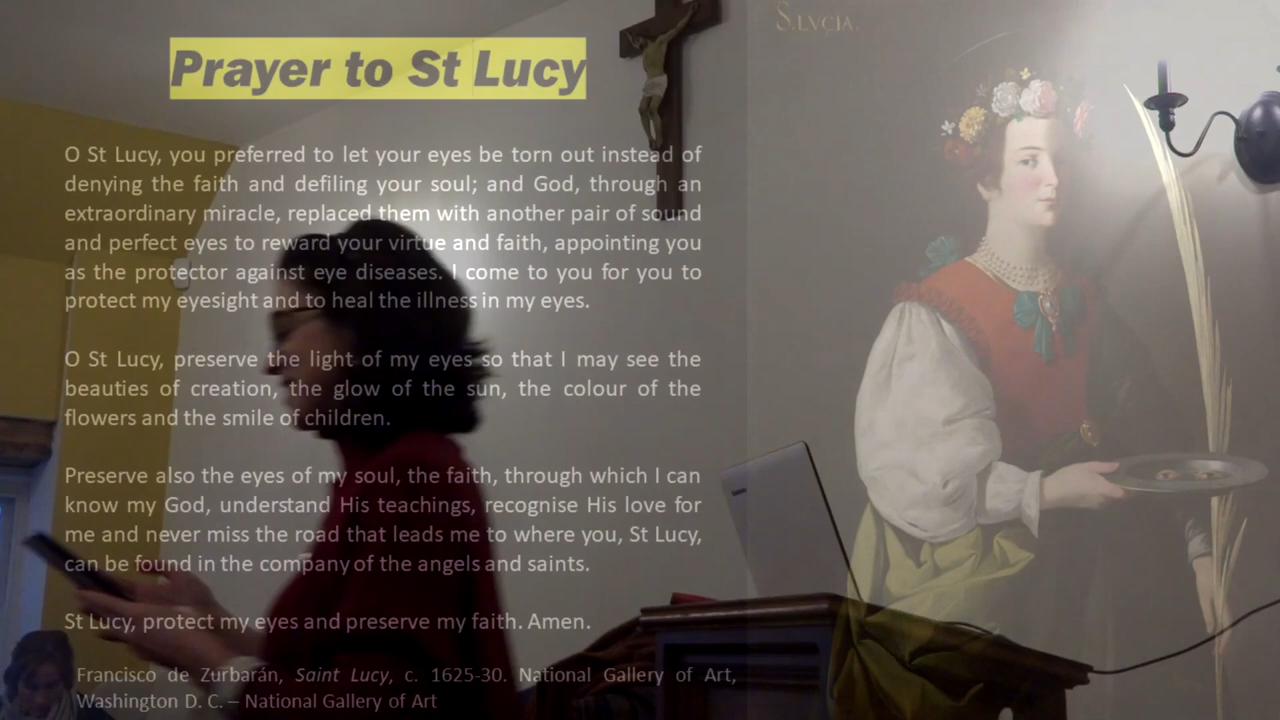 S.LVÇIA.
Prayer to St Lucy
O St Lucy, you preferred to let your eyes be torn out instead of
denying the faith and defiling your soul; and God, through an
extraordinary miracle, replaced them with another pair of sound
and perfect eyes to reward your virtue and faith, appointing you
as the protector against eye diseases. I come to you for you to
protect my eyesight and to heal the illness in my eyes.
O St Lucy, preserve the light of my eyes so that I may see the
beauties of creation, the glow of the sun, the colour of the
flowers and the smile of children.
Preserve also the eyes of my soul, the faith, through which I can
know my God, understand His teachings, recognise His love for
me and never miss the road that leads me to where you, St Lucy,
can be found in the company of the angels and saints.
St Lucy, protect my eyes and preserve my faith. Amen.
Francisco de Zurbarán, Saint Lucy, c. 1625-30. National Gallery of Art,
Washington D. C. – National Gallery of Art